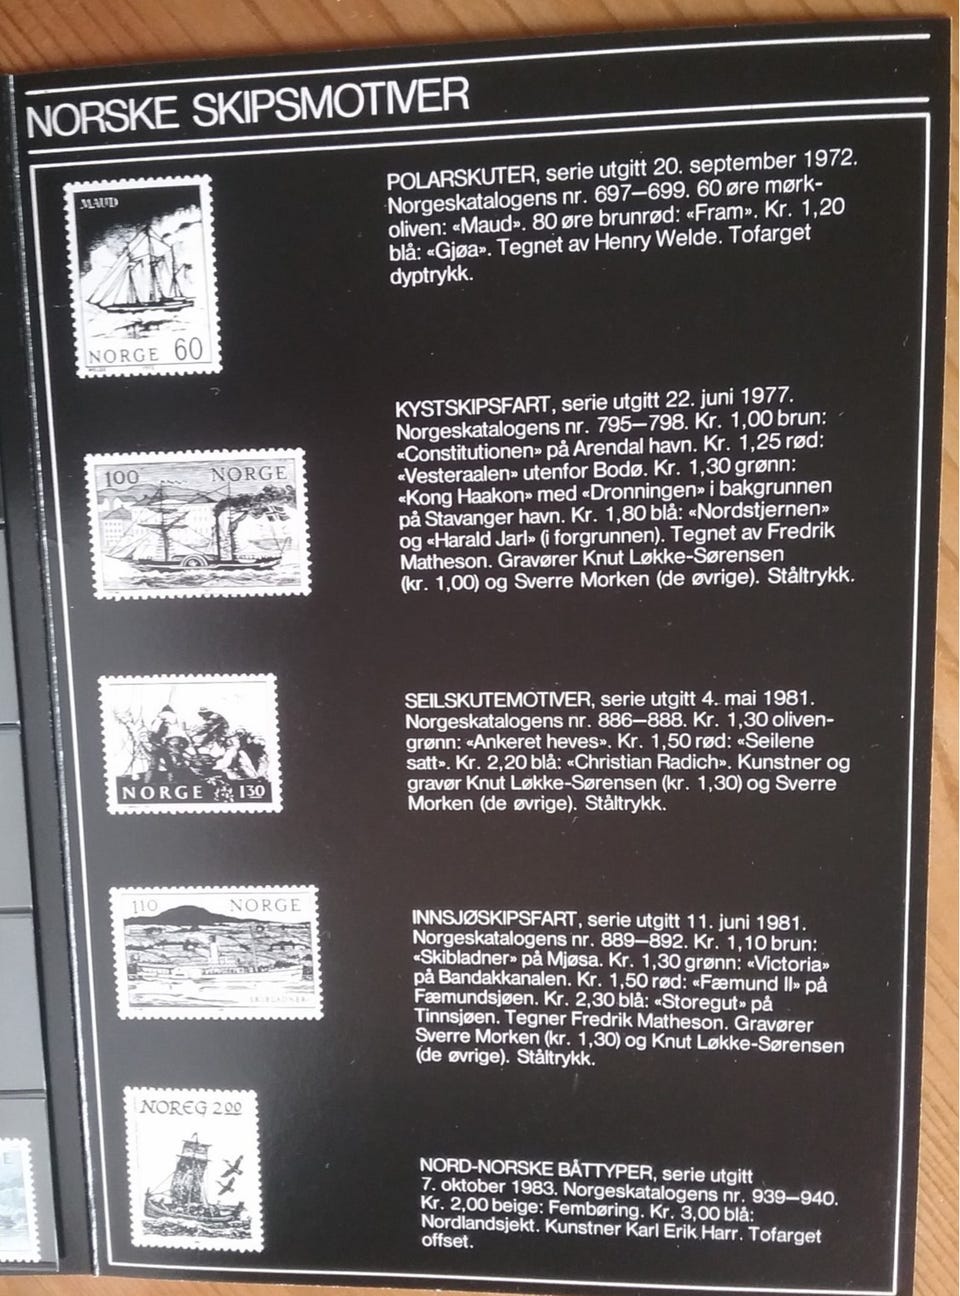 NORSKE SKIPSMOTIVER
MAUD
NORGE 60
POLARSKUTER, serie utgitt 20. september 1972.
Norgeskatalogens nr. 697–699. 60 øre mørk-
oliven: «Maud». 80 øre brunrød: «Fram». Kr. 1,20
blå: «Gjøa». Tegnet av Henry Welde. Tofarget
dyptrykk.
100 NORGE
KYSTSKIPSFART, serie utgitt 22. juni 1977.
Norgeskatalogens nr. 795–798. Kr. 1,00 brun:
«Constitutionen» på Arendal havn. Kr. 1,25 rød:
«Vesteraalen» utenfor Bodø. Kr. 1,30 grønn:
«Kong Haakon» med «Dronningen» i bakgrunnen
på Stavanger havn. Kr. 1,80 blå: «Nordstjernen»
og «Harald Jarl» (i forgrunnen). Tegnet av Fredrik
Matheson. Gravører Knut Løkke-Sørensen
(kr. 1,00) og Sverre Morken (de øvrige). Ståltrykk.
NORGE 130
SEILSKUTEMOTIVER, serie utgitt 4. mai 1981.
Norgeskatalogens nr. 886–888. Kr. 1,30 oliven-
grønn: «Ankeret heves». Kr. 1,50 rød: «Seilene
satt». Kr. 2,20 blå: «Christian Radich». Kunstner og
gravør Knut Løkke-Sørensen (kr. 1,30) og Sverre
Morken (de øvrige). Ståltrykk.
110 NORGE
SKIBLADNER
INNSJØSKIPSFART, serie utgitt 11. juni 1981.
Norgeskatalogens nr. 889–892. Kr. 1,10 brun:
«Skibladner» på Mjøsa. Kr. 1,30 grønn: «Victoria»
på Bandakkanalen. Kr. 1,50 rød: «Fæmund II» på
Fæmundsjøen. Kr. 2,30 blå: «Storegut» på
Tinnsjøen. Tegner Fredrik Matheson. Gravører
Sverre Morken (kr. 1,30) og Knut Løkke-Sørensen
(de øvrige). Ståltrykk.
NOREG 200
NORD-NORSKE BÅTTYPER, serie utgitt
7. oktober 1983. Norgeskatalogens nr. 939–940.
Kr. 2,00 beige: Fembøring. Kr. 3,00 blå:
Nordlandsjekt. Kunstner Karl Erik Harr. Tofarget
offset.